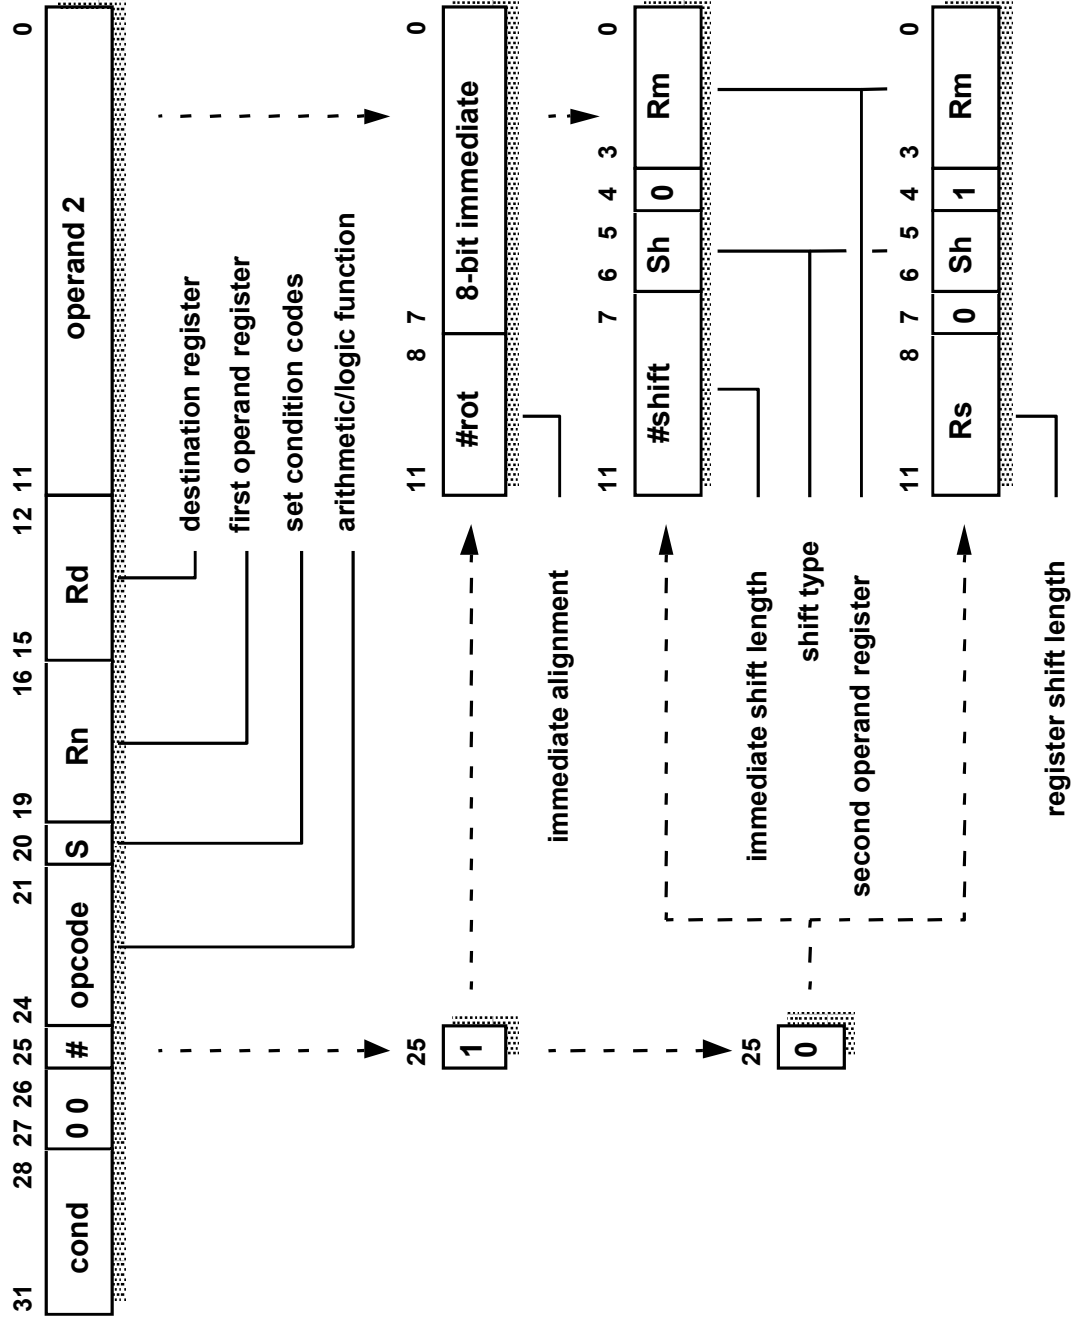 31 28 27 26 25 24 21 20 19 16 15 12 11 0
cond 0 0 # opcode S Rn Rd operand 2
destination register
first operand register
set condition codes
arithmetic/logic function
25 11 8 7 0
1 #rot 8-bit immediate
immediate alignment
11 7 6 5 4 3 0
#shift Sh 0 Rm
immediate shift length
25
0
shift type
second operand register
11 8 7 6 5 4 3 0
Rs 0 Sh 1 Rm
register shift length